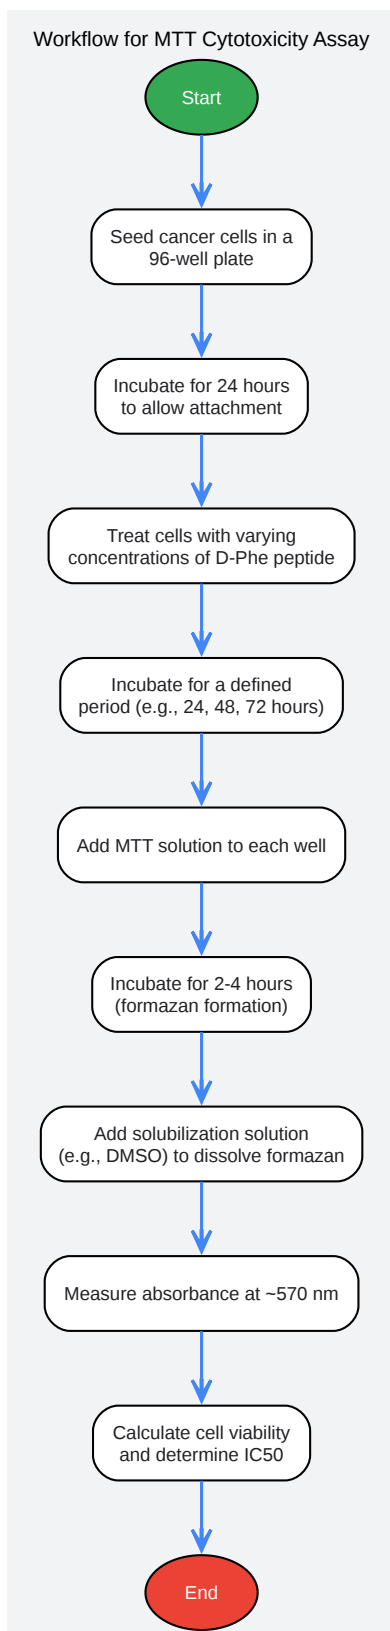 Workflow for MTT Cytotoxicity Assay
Start
Seed cancer cells in a
96-well plate
Incubate for 24 hours
to allow attachment
Treat cells with varying
concentrations of D-Phe peptide
Incubate for a defined
period (e.g., 24, 48, 72 hours)
Add MTT solution to each well
Incubate for 2-4 hours
(formazan formation)
Add solubilization solution
(e.g., DMSO) to dissolve formazan
Measure absorbance at ~570 nm
Calculate cell viability
and determine IC50
End